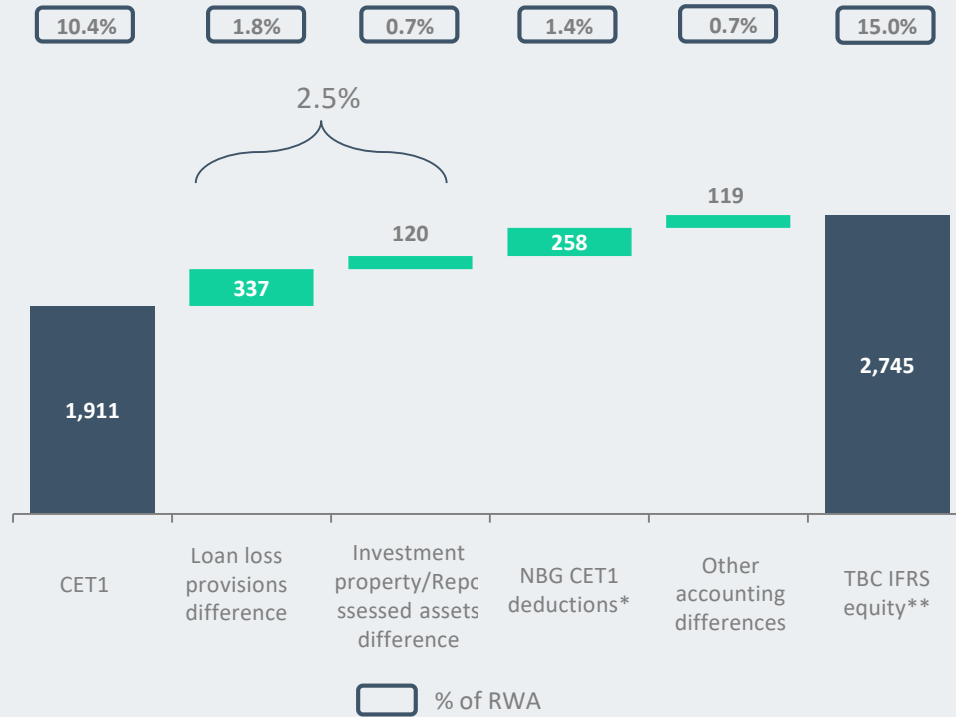 10.4% 1.8% 0.7% 1.4% 0.7% 15.0%
2.5%
1,911
337
120
258
119
2,745
CET1
Loan loss
provisions
difference
Investment
property/Repo
ssessed assets
difference
NBG CET1
deductions*
Other
accounting
differences
TBC IFRS
equity**
% of RWA